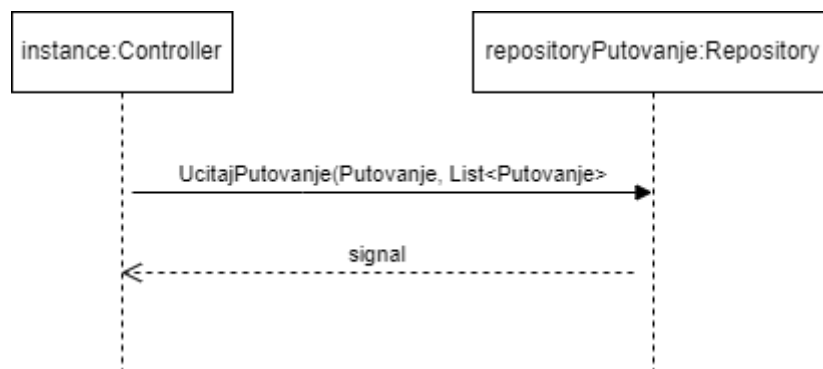 instance:Controller
repositoryPutovanje:Repository
UcitajPutovanje(Putovanje, List<Putovanje>
signal